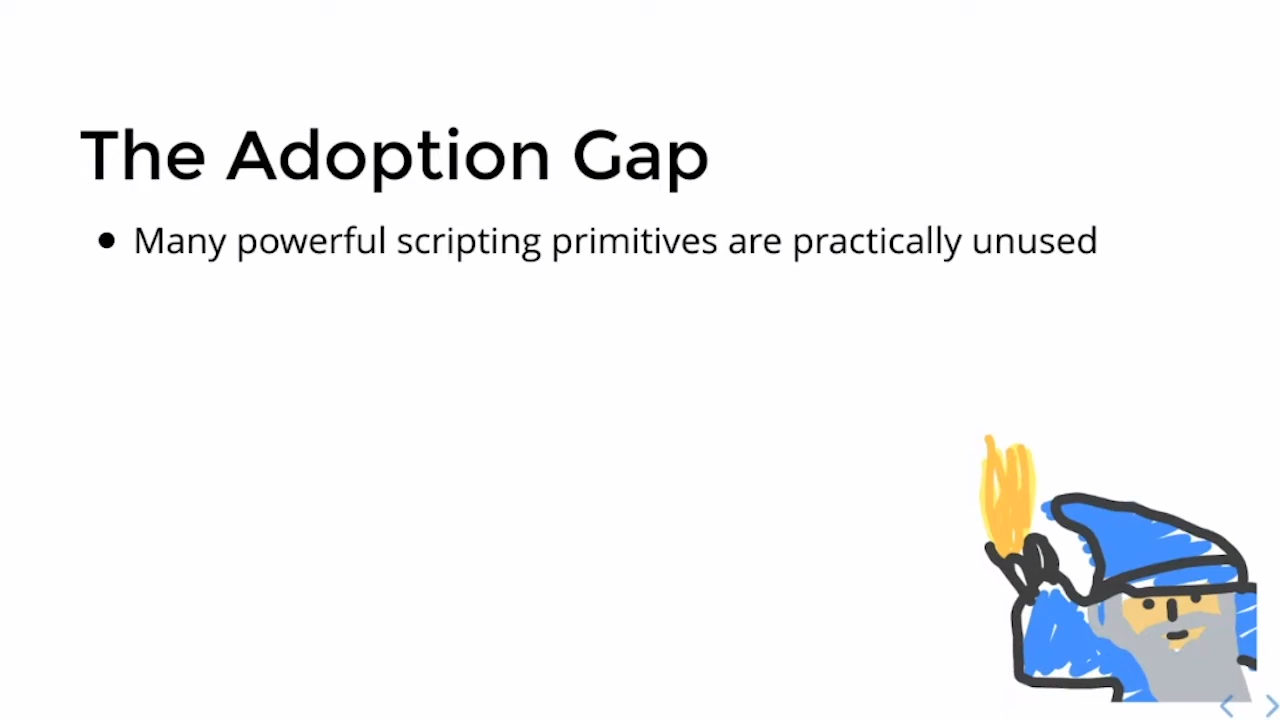 The Adoption Gap
• Many powerful scripting primitives are practically unused